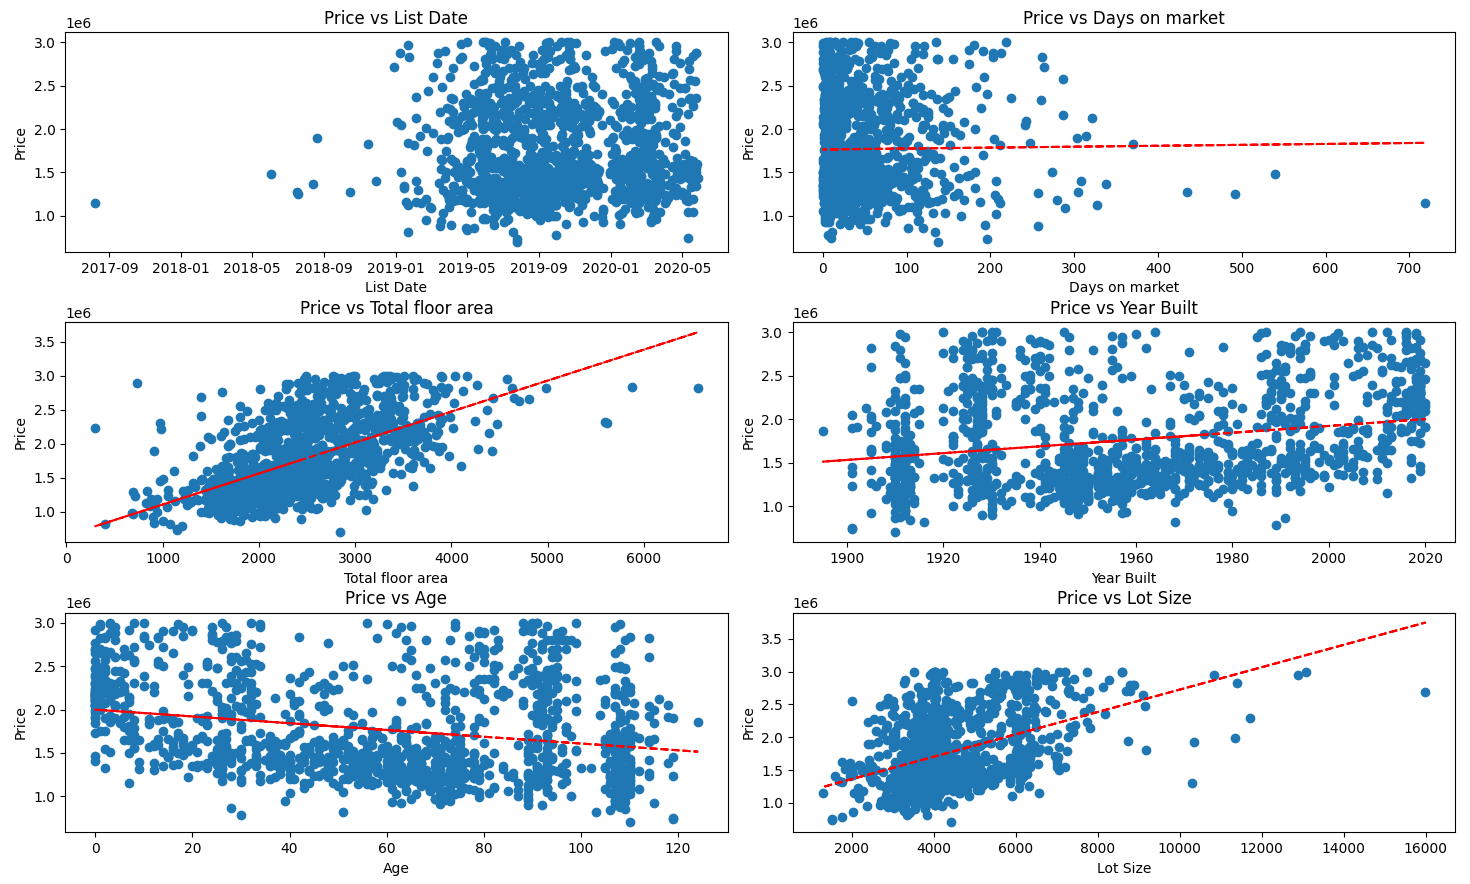 Price vs List Date
1e6
3.0
2.5
2.0
1.5
1.0
Price
2017-09 2018-01 2018-05 2018-09 2019-01 2019-05 2019-09 2020-01 2020-05
List Date
Price vs Days on market
1e6
3.0
2.5
2.0
1.5
1.0
Price
0 100 200 300 400 500 600 700
Days on market
Price vs Total floor area
1e6
3.5
3.0
2.5
2.0
1.5
1.0
Price
0 1000 2000 3000 4000 5000 6000
Total floor area
Price vs Year Built
1e6
3.0
2.5
2.0
1.5
1.0
Price
1900 1920 1940 1960 1980 2000 2020
Year Built
Price vs Age
1e6
3.0
2.5
2.0
1.5
1.0
Price
0 20 40 60 80 100 120
Age
Price vs Lot Size
1e6
3.5
3.0
2.5
2.0
1.5
1.0
Price
2000 4000 6000 8000 10000 12000 14000 16000
Lot Size